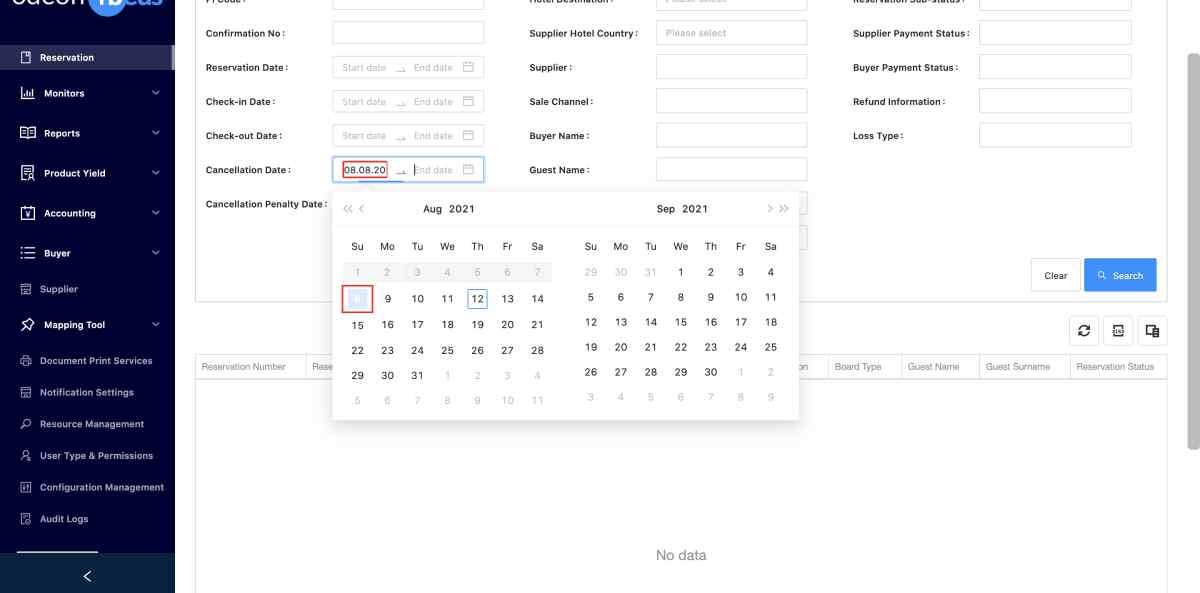 Reservation
Monitors
Reports
Product Yield
Accounting
Buyer
Supplier
Mapping Tool
Document Print Services
Notification Settings
Resource Management
User Type & Permissions
Configuration Management
Audit Logs
Confirmation No :
Reservation Date : Start date End date
Check-in Date : Start date End date
Check-out Date : Start date End date
Cancellation Date : 08.08.20 End date
Cancellation Penalty Date :
Supplier Hotel Country : Please select
Supplier :
Sale Channel :
Buyer Name :
Guest Name :
Supplier Payment Status :
Buyer Payment Status :
Refund Information :
Loss Type :
Aug 2021
Su Mo Tu We Th Fr Sa
1 2 3 4 5 6 7
8 9 10 11 12 13 14
15 16 17 18 19 20 21
22 23 24 25 26 27 28
29 30 31 1 2 3 4
5 6 7 8 9 10 11
Sep 2021
Su Mo Tu We Th Fr Sa
29 30 31 1 2 3 4
5 6 7 8 9 10 11
12 13 14 15 16 17 18
19 20 21 22 23 24 25
26 27 28 29 30 1 2
3 4 5 6 7 8 9
Clear Search
Reservation Number Board Type Guest Name Guest Surname Reservation Status
No data